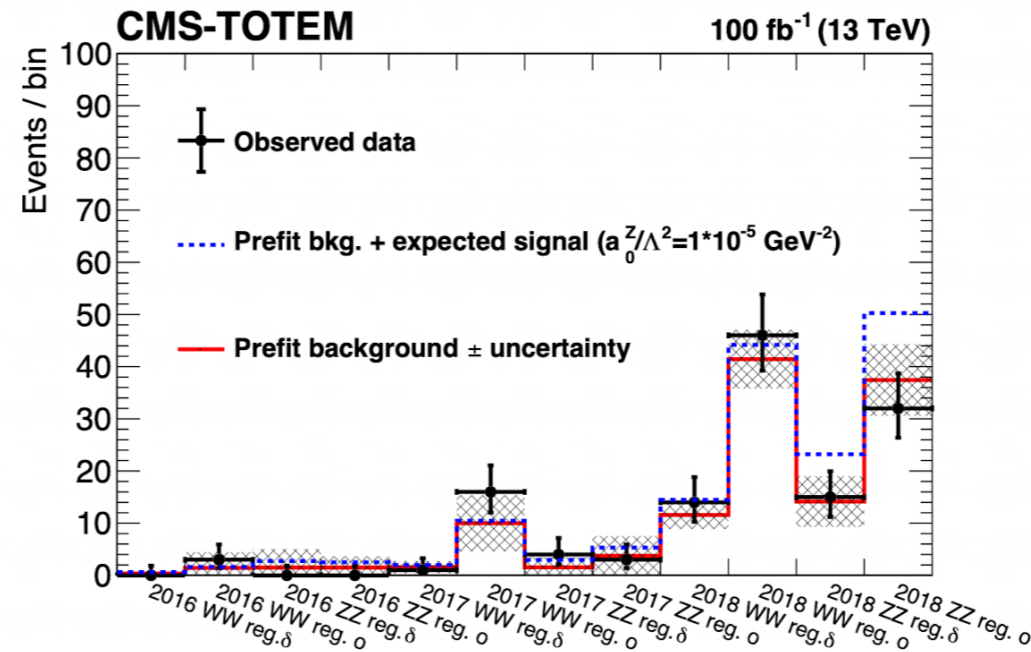 CMS-TOTEM
100 fb⁻¹ (13 TeV)
Events / bin
100
90
80
70
60
50
40
30
20
10
0
Observed data
Prefit bkg. + expected signal (a₀ᶻ/Λ²=1*10⁻⁵ GeV⁻²)
Prefit background ± uncertainty
2016 WW reg.δ
2016 WW reg. o
2016 ZZ reg.δ
2016 ZZ reg. o
2017 WW reg.δ
2017 WW reg. o
2017 ZZ reg.δ
2017 ZZ reg. o
2018 WW reg.δ
2018 WW reg. o
2018 ZZ reg.δ
2018 ZZ reg. o